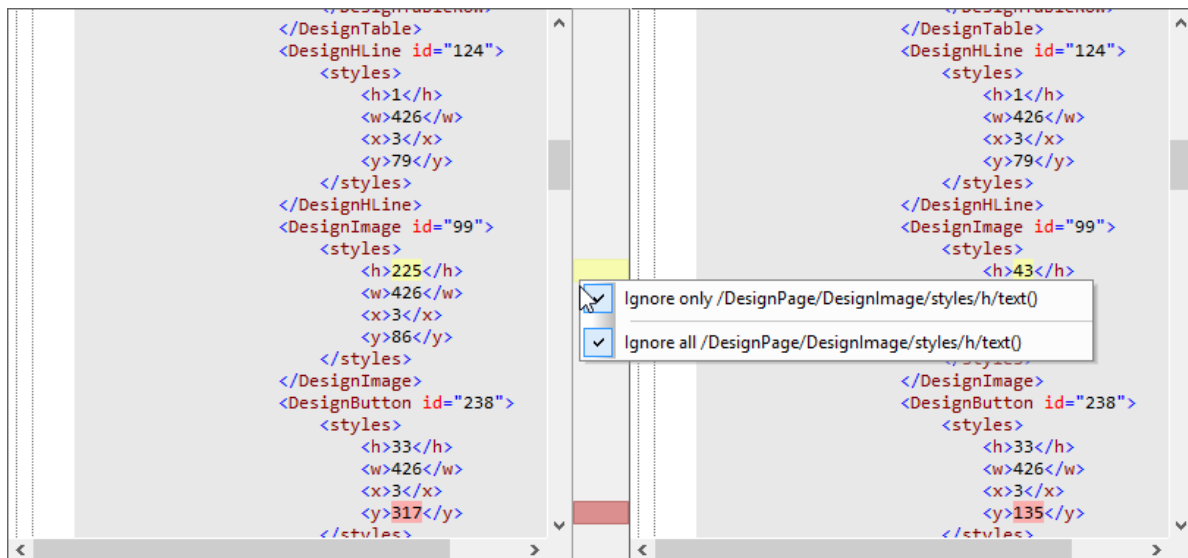 </DesignTable>
<DesignHLine id="124">
<styles>
<h>1</h>
<w>426</w>
<x>3</x>
<y>79</y>
</styles>
</DesignHLine>
<DesignImage id="99">
<styles>
<h>225</h>
<w>426</w>
<x>3</x>
<y>86</y>
</styles>
</DesignImage>
<DesignButton id="238">
<styles>
<h>33</h>
<w>426</w>
<x>3</x>
<y>317</y>
</styles>
</DesignTable>
<DesignHLine id="124">
<styles>
<h>1</h>
<w>426</w>
<x>3</x>
<y>79</y>
</styles>
</DesignHLine>
<DesignImage id="99">
<styles>
<h>43</h>
Ignore only /DesignPage/DesignImage/styles/h/text()
Ignore all /DesignPage/DesignImage/styles/h/text()
</DesignImage>
<DesignButton id="238">
<styles>
<h>33</h>
<w>426</w>
<x>3</x>
<y>135</y>
</styles>